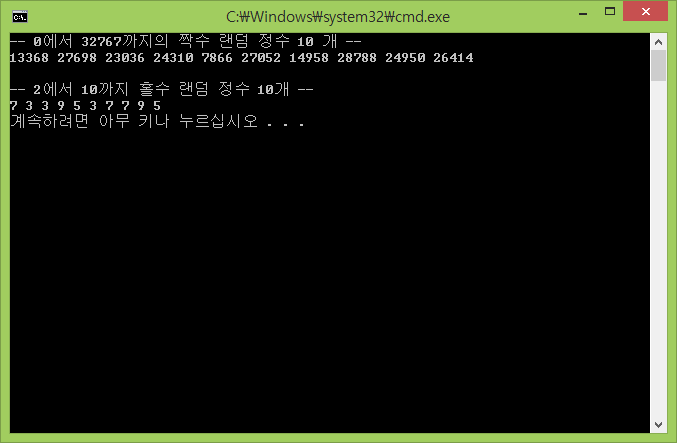 C:₩Windows₩system32₩cmd.exe
-- 0에서 32767까지의 짝수 랜덤 정수 10 개 --
13368 27698 23036 24310 7866 27052 14958 28788 24950 26414
-- 2에서 10까지 홀수 랜덤 정수 10개 --
7 3 3 9 5 3 7 7 9 5
계속하려면 아무 키나 누르십시오 . . .